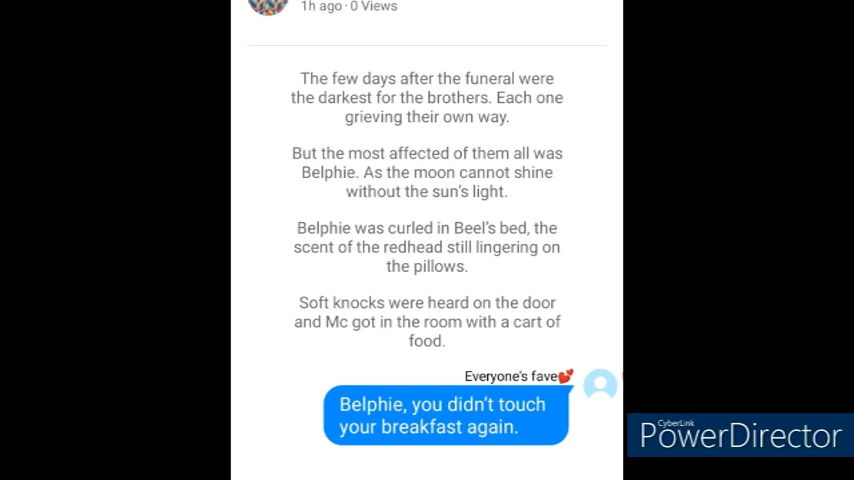 1h ago · 0 Views
The few days after the funeral were
the darkest for the brothers. Each one
grieving their own way.
But the most affected of them all was
Belphie. As the moon cannot shine
without the sun's light.
Belphie was curled in Beel's bed, the
scent of the redhead still lingering on
the pillows.
Soft knocks were heard on the door
and Mc got in the room with a cart of
food.
Everyone's fave💕
Belphie, you didn't touch
your breakfast again.
CyberLink
PowerDirector